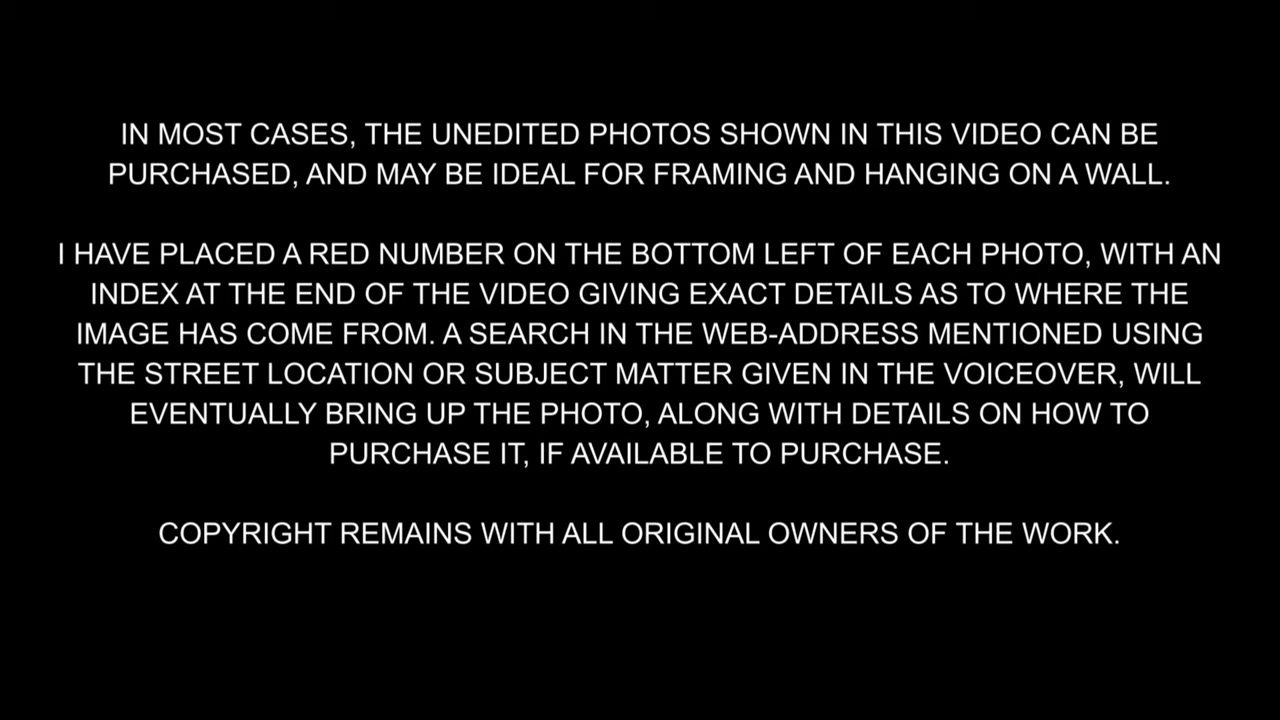 IN MOST CASES, THE UNEDITED PHOTOS SHOWN IN THIS VIDEO CAN BE
PURCHASED, AND MAY BE IDEAL FOR FRAMING AND HANGING ON A WALL.
I HAVE PLACED A RED NUMBER ON THE BOTTOM LEFT OF EACH PHOTO, WITH AN
INDEX AT THE END OF THE VIDEO GIVING EXACT DETAILS AS TO WHERE THE
IMAGE HAS COME FROM. A SEARCH IN THE WEB-ADDRESS MENTIONED USING
THE STREET LOCATION OR SUBJECT MATTER GIVEN IN THE VOICEOVER, WILL
EVENTUALLY BRING UP THE PHOTO, ALONG WITH DETAILS ON HOW TO
PURCHASE IT, IF AVAILABLE TO PURCHASE.
COPYRIGHT REMAINS WITH ALL ORIGINAL OWNERS OF THE WORK.